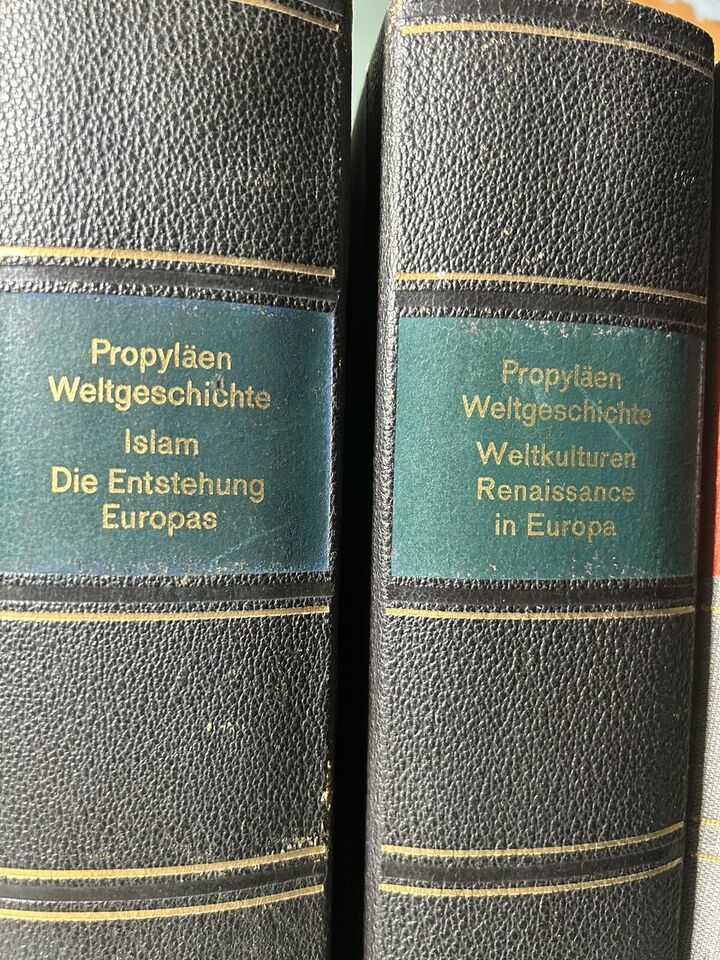 Propyläen
Weltgeschichte
Islam
Die Entstehung
Europas
Propyläen
Weltgeschichte
Weltkulturen
Renaissance
in Europa